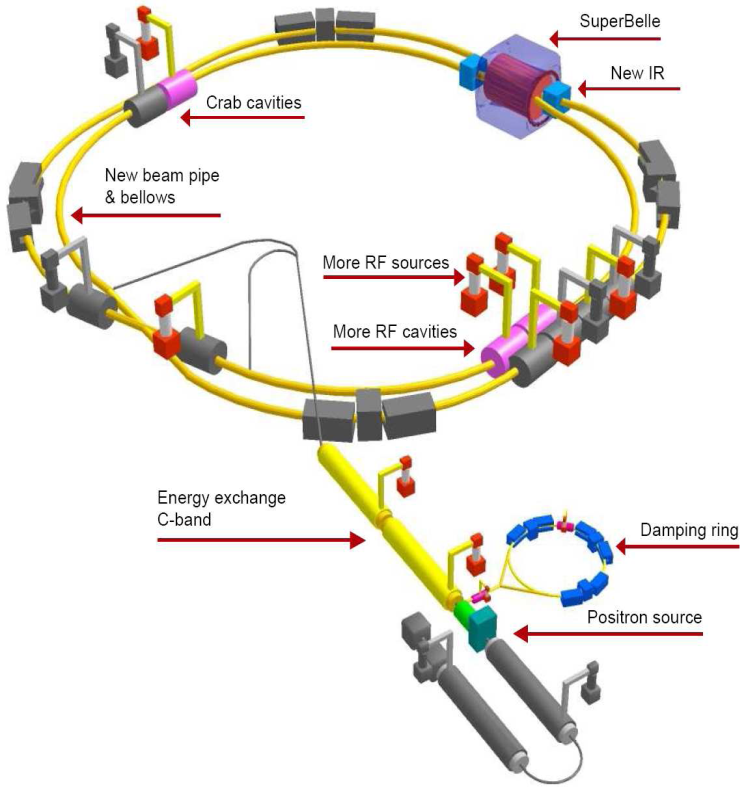 SuperBelle
New IR
Crab cavities
New beam pipe
& bellows
More RF sources
More RF cavities
Energy exchange
C-band
Damping ring
Positron source